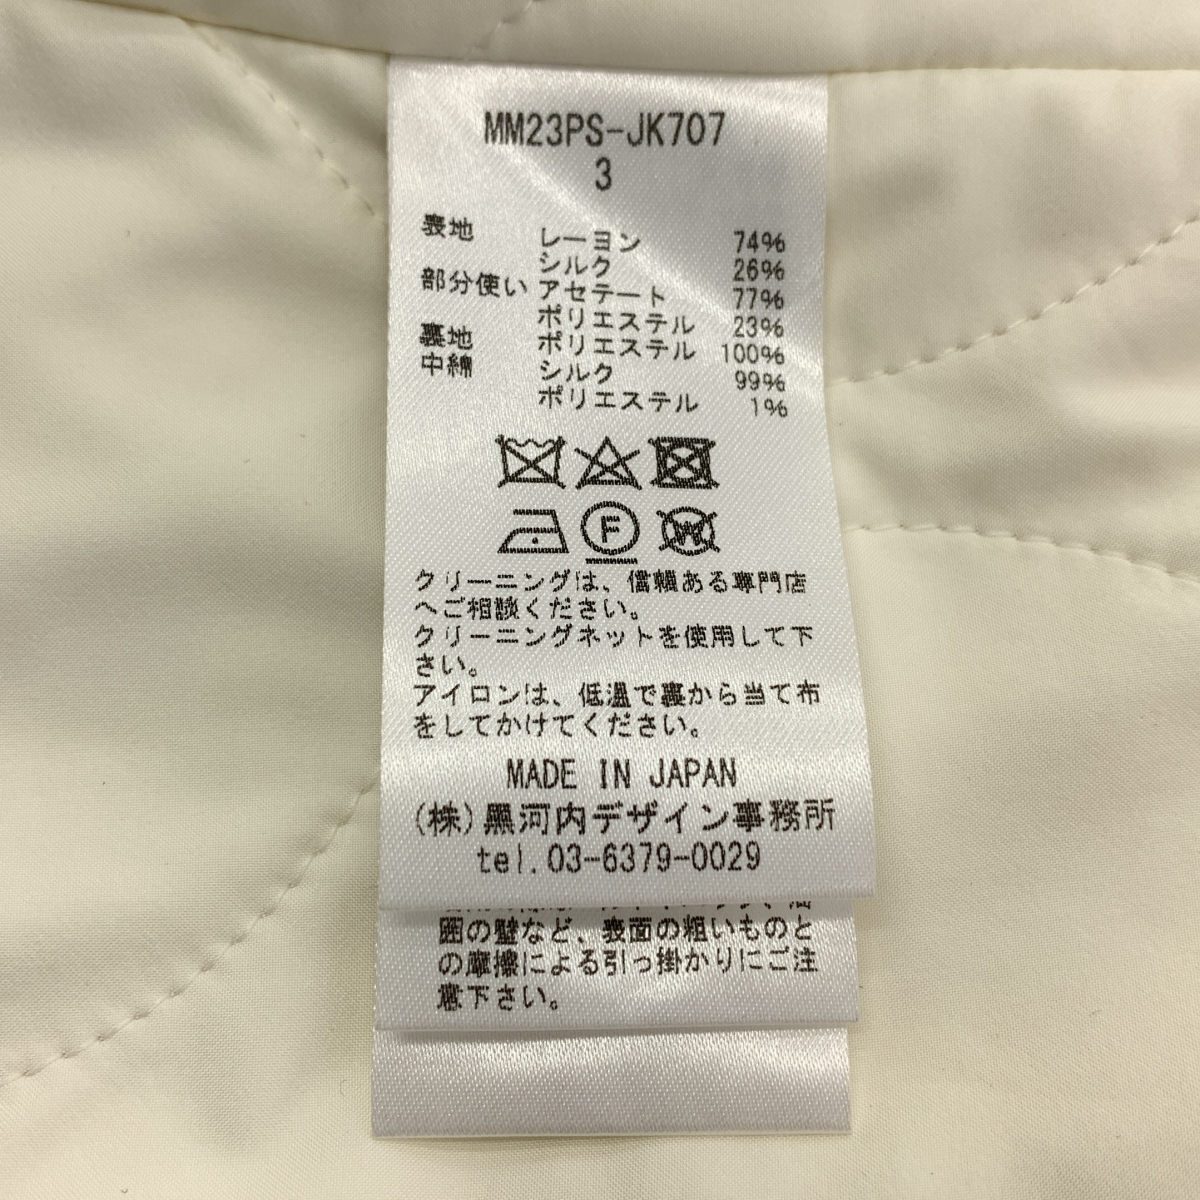 MM23PS-JK707
3
表地 レーヨン 74%
シルク 26%
部分使い アセテート 77%
ポリエステル 23%
裏地 ポリエステル 100%
中綿 シルク 99%
ポリエステル 1%
F
W
クリーニングは、信頼ある専門店
へご相談ください。
クリーニングネットを使用して下
さい。
アイロンは、低温で裏から当て布
をしてかけてください。
MADE IN JAPAN
(株)黒河内デザイン事務所
tel.03-6379-0029
囲の壁など、表面の粗いものと
の摩擦による引っ掛かりにご注
意下さい。